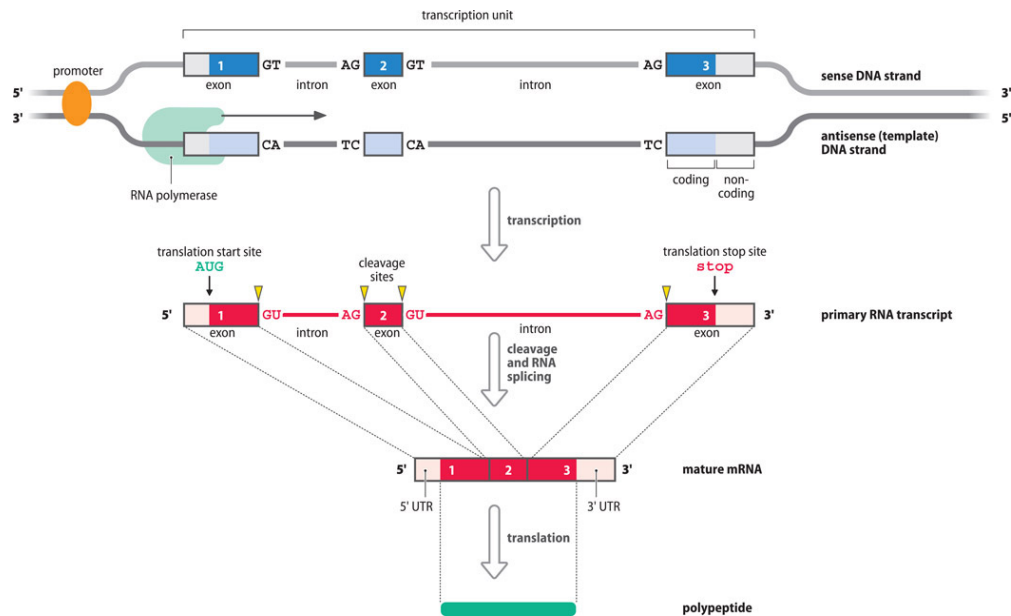 transcription unit
promoter
1 GT AG 2 GT AG 3
exon intron exon intron exon
sense DNA strand
5' 3'
3' 5'
CA TC CA TC
antisense (template)
DNA strand
RNA polymerase
coding non-
coding
transcription
translation start site
AUG
cleavage
sites
translation stop site
stop
5' 1 GU AG 2 GU AG 3 3'
primary RNA transcript
exon intron exon intron exon
cleavage
and RNA
splicing
5' 1 2 3 3'
mature mRNA
5' UTR 3' UTR
translation
polypeptide